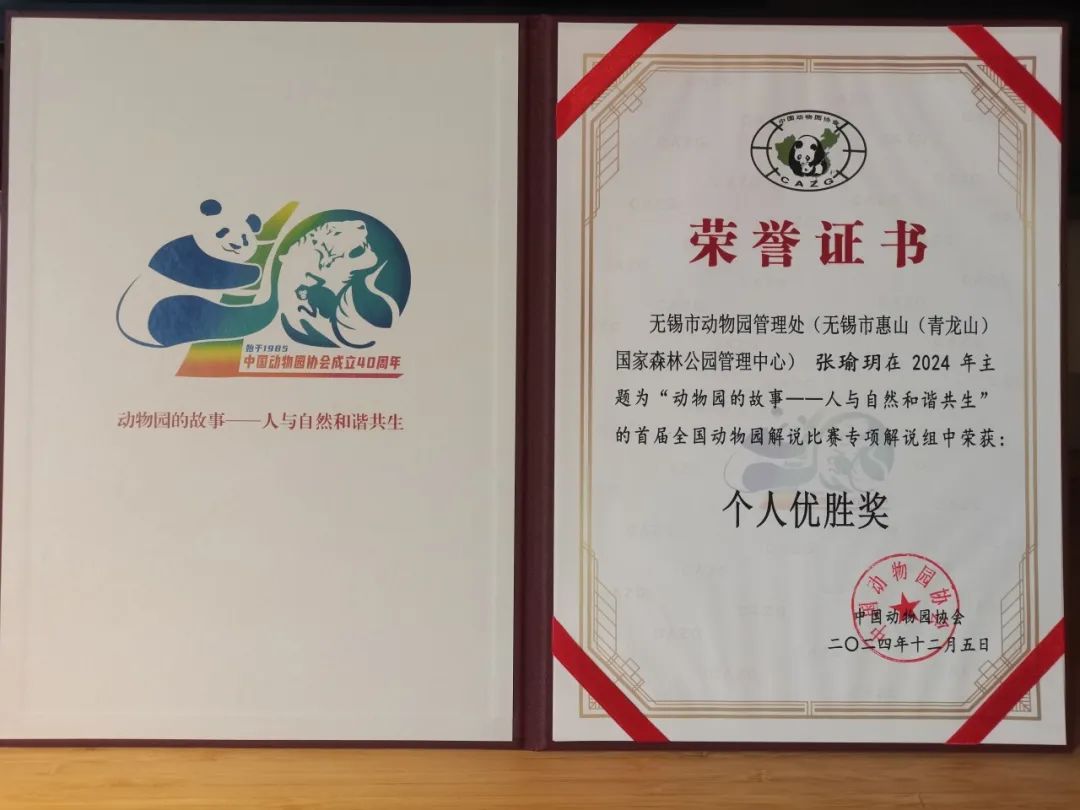 始于1985
中国动物园协会成立40周年
动物园的故事——人与自然和谐共生
中国动物园协会
CAZG
荣誉证书
无锡市动物园管理处（无锡市惠山（青龙山）
国家森林公园管理中心） 张瑜玥在 2024 年主
题为“动物园的故事——人与自然和谐共生”
的首届全国动物园解说比赛专项解说组中荣获：
个人优胜奖
中国动物园协会
中国动物园协会
二〇二四年十二月五日